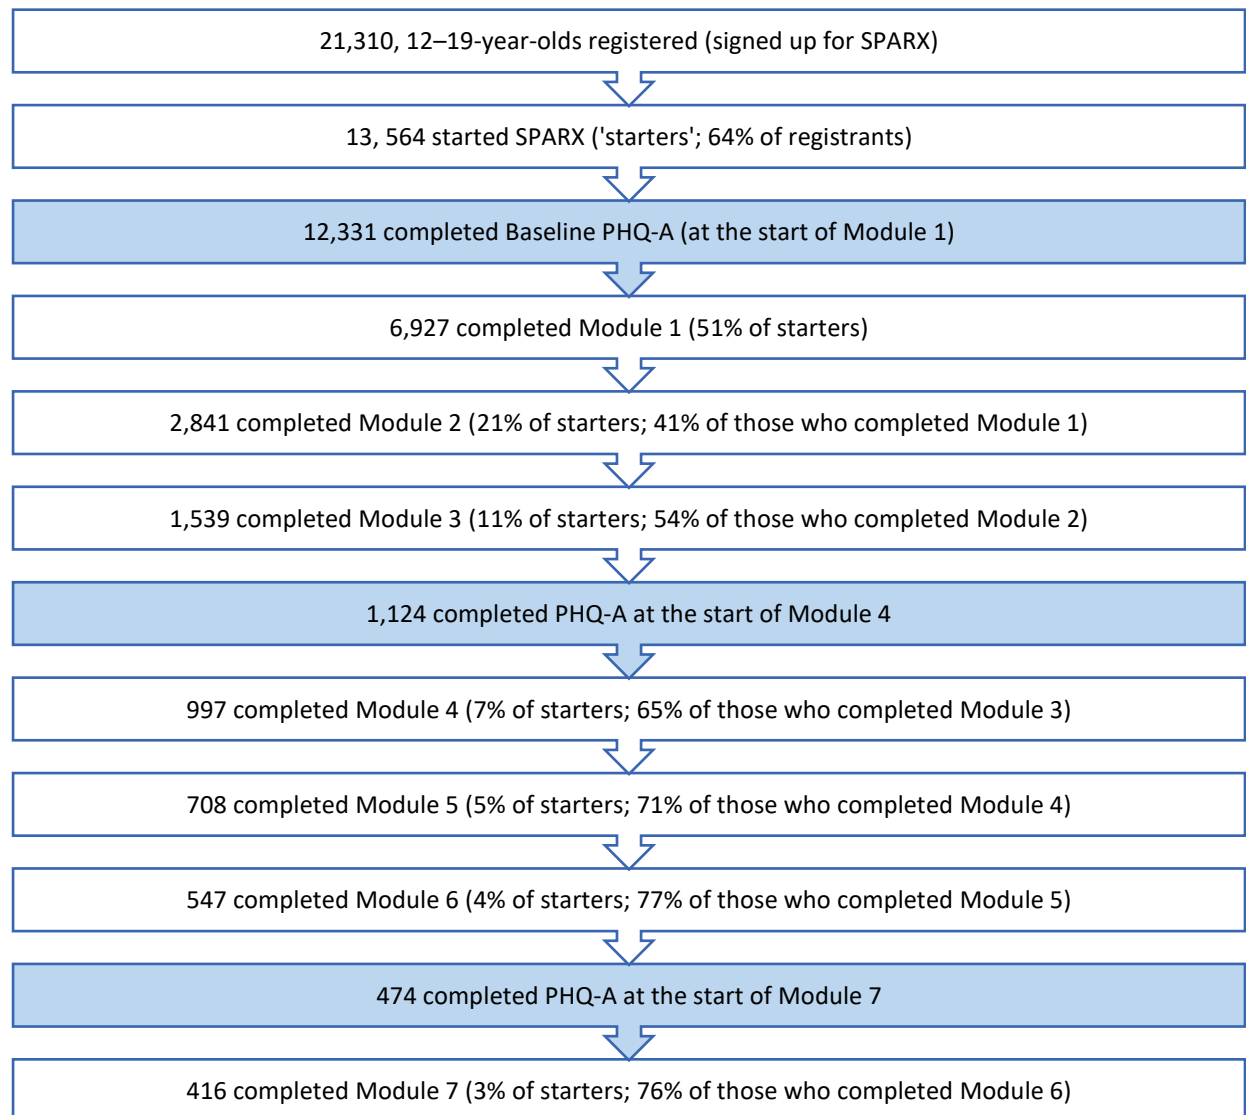 21,310, 12–19-year-olds registered (signed up for SPARX)
13, 564 started SPARX ('starters'; 64% of registrants)
12,331 completed Baseline PHQ-A (at the start of Module 1)
6,927 completed Module 1 (51% of starters)
2,841 completed Module 2 (21% of starters; 41% of those who completed Module 1)
1,539 completed Module 3 (11% of starters; 54% of those who completed Module 2)
1,124 completed PHQ-A at the start of Module 4
997 completed Module 4 (7% of starters; 65% of those who completed Module 3)
708 completed Module 5 (5% of starters; 71% of those who completed Module 4)
547 completed Module 6 (4% of starters; 77% of those who completed Module 5)
474 completed PHQ-A at the start of Module 7
416 completed Module 7 (3% of starters; 76% of those who completed Module 6)